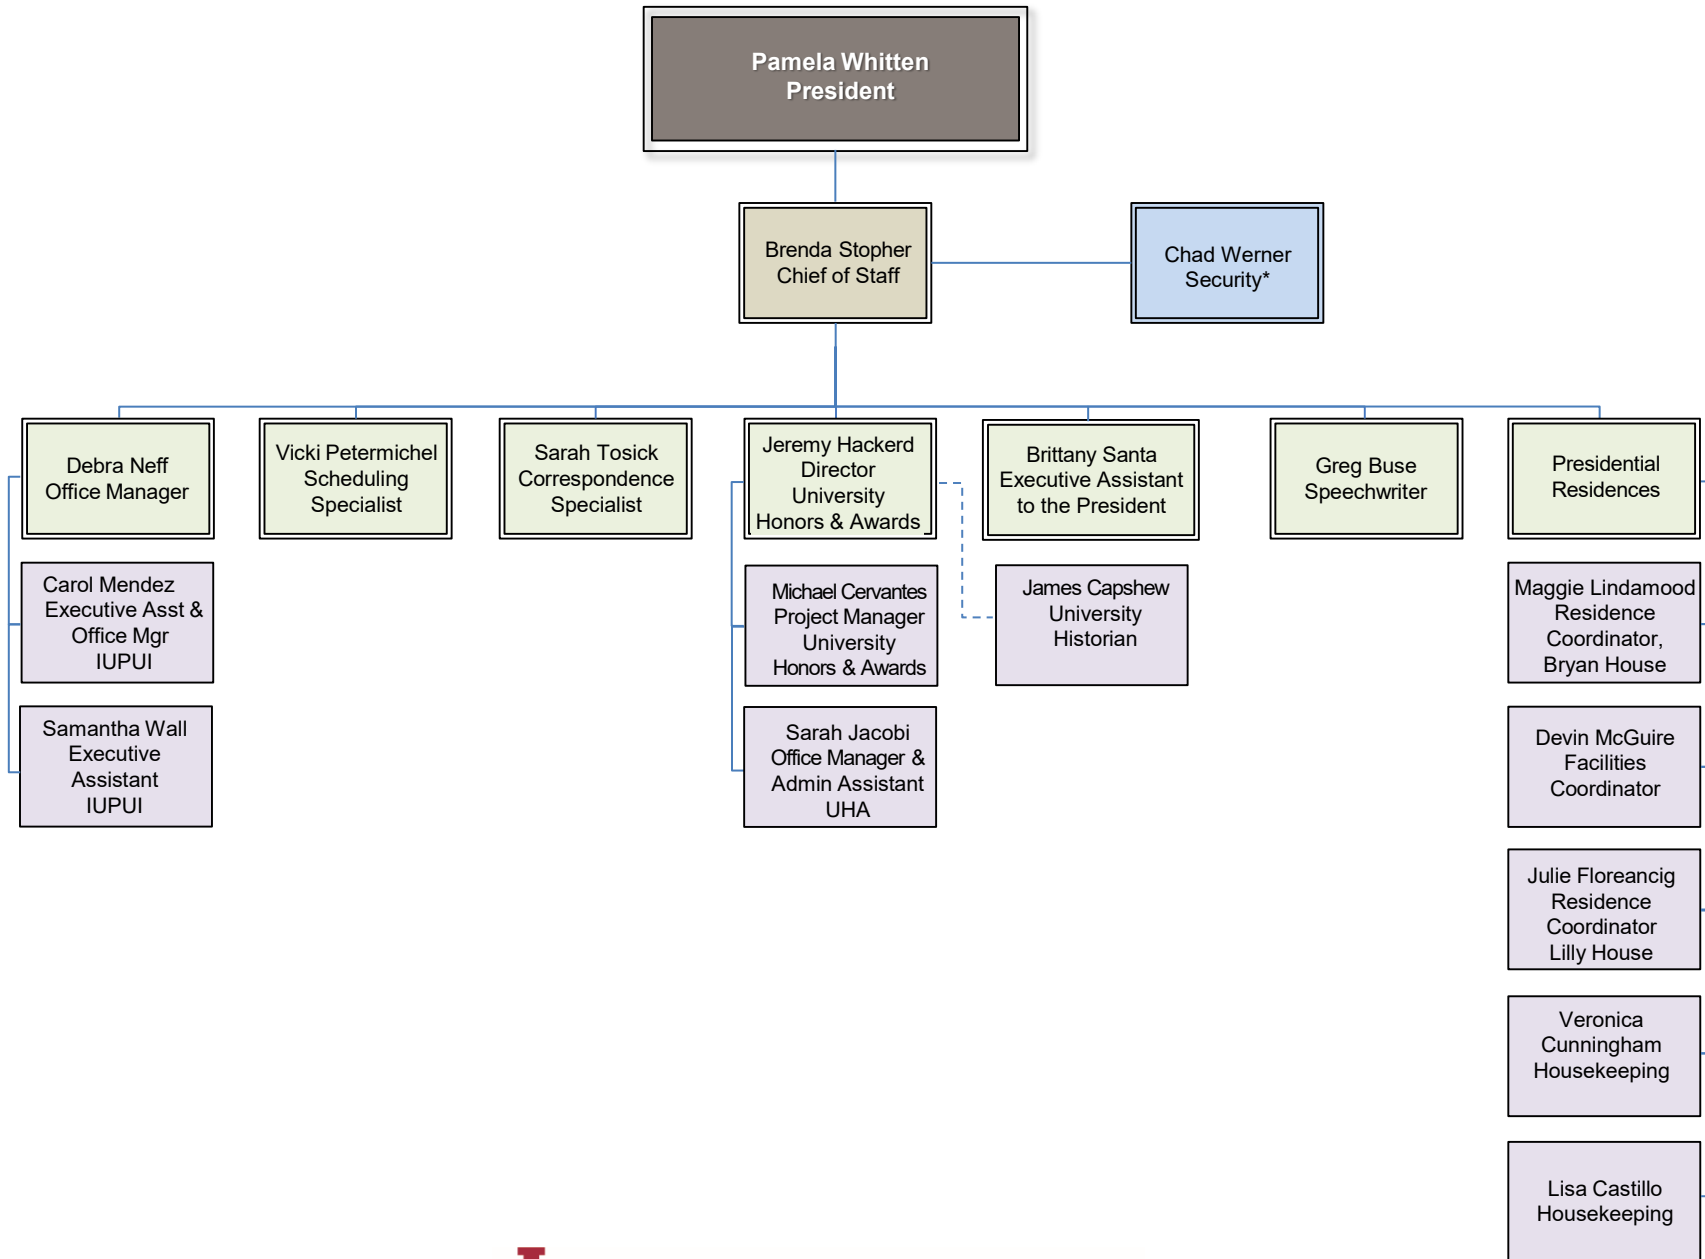 Pamela Whitten
President
Brenda Stopher
Chief of Staff
Chad Werner
Security*
Debra Neff
Office Manager
Vicki Petermichel
Scheduling
Specialist
Sarah Tosick
Correspondence
Specialist
Jeremy Hackerd
Director
University
Honors & Awards
Brittany Santa
Executive Assistant
to the President
Greg Buse
Speechwriter
Presidential
Residences
Carol Mendez
Executive Asst &
Office Mgr
IUPUI
Samantha Wall
Executive
Assistant
IUPUI
Michael Cervantes
Project Manager
University
Honors & Awards
Sarah Jacobi
Office Manager &
Admin Assistant
UHA
James Capshew
University
Historian
Maggie Lindamood
Residence
Coordinator,
Bryan House
Devin McGuire
Facilities
Coordinator
Julie Floreancig
Residence
Coordinator
Lilly House
Veronica
Cunningham
Housekeeping
Lisa Castillo
Housekeeping